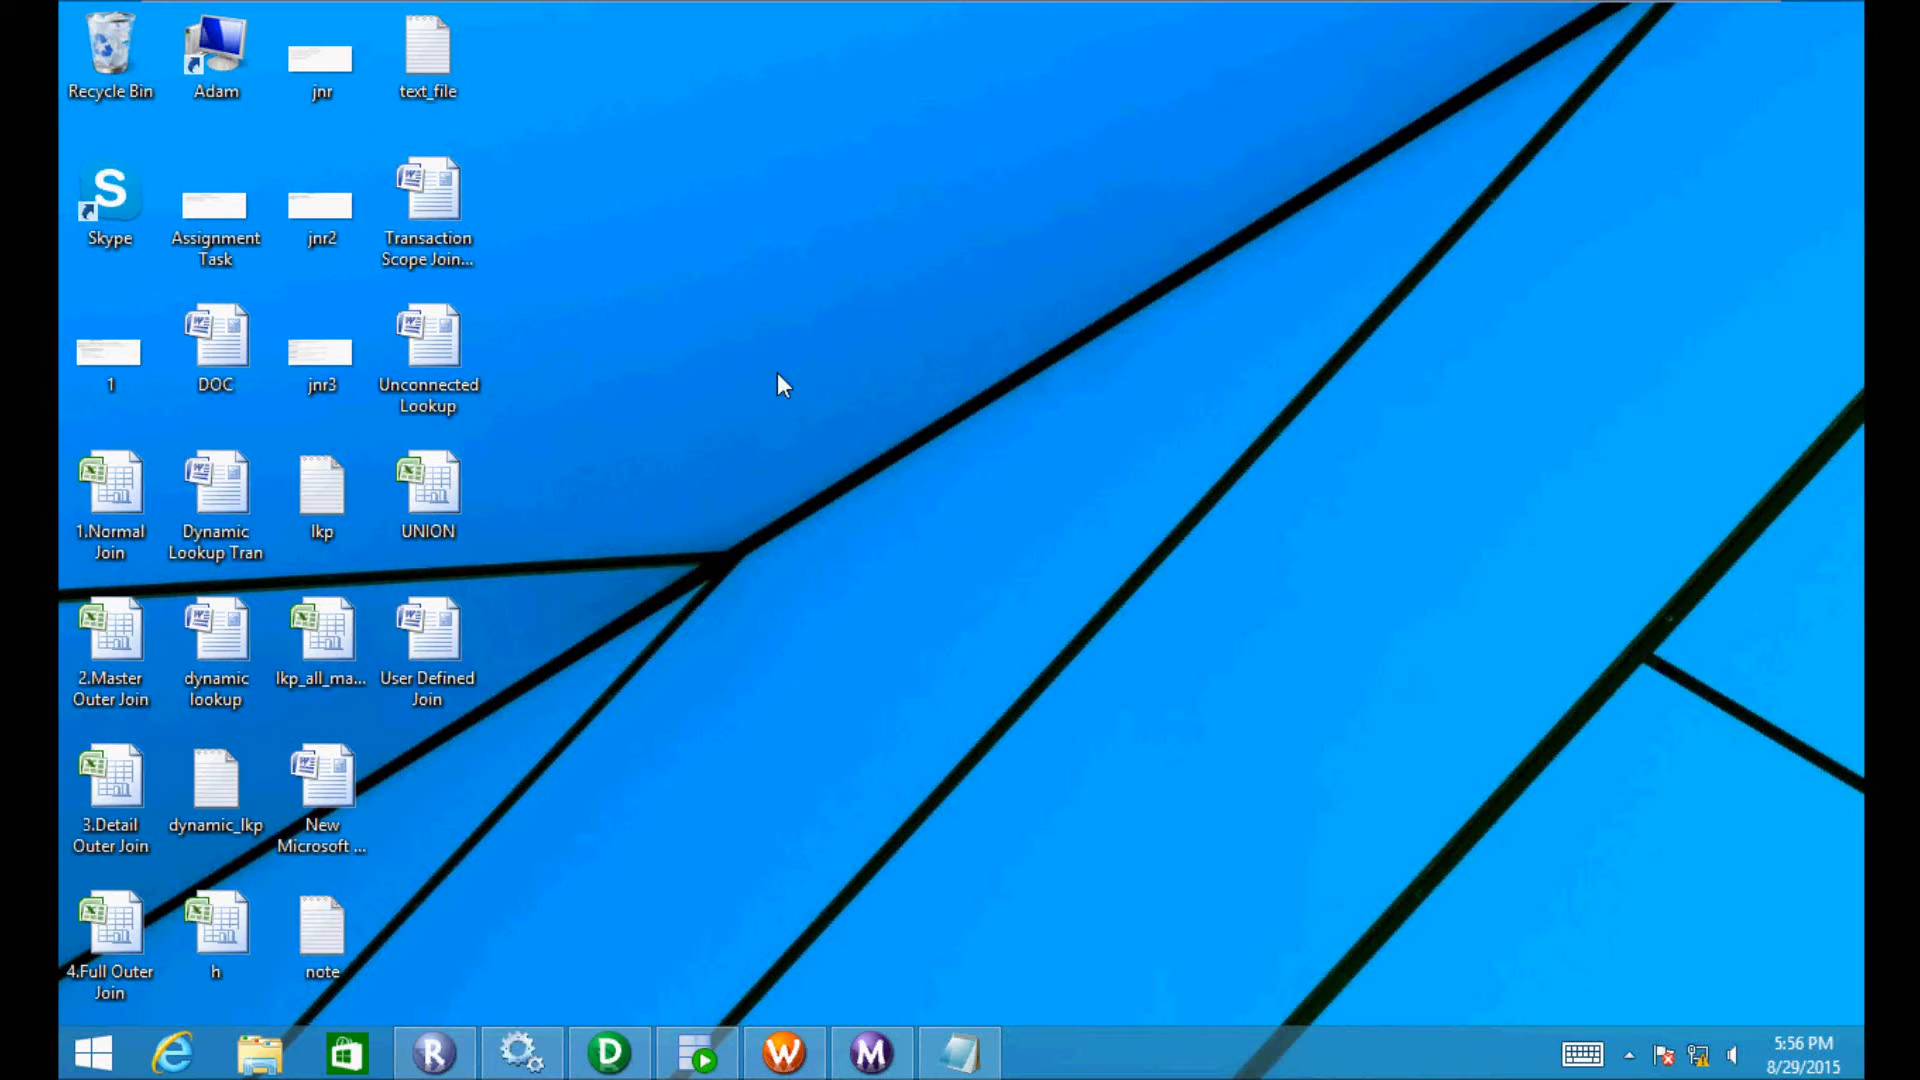 Recycle Bin
Adam
jnr
text_file
S
Skype
Assignment
Task
jnr2
Transaction
Scope Join...
1
DOC
jnr3
Unconnected
Lookup
1.Normal
Join
Dynamic
Lookup Tran
lkp
UNION
2.Master
Outer Join
dynamic
lookup
lkp_all_ma...
User Defined
Join
3.Detail
Outer Join
dynamic_lkp
New
Microsoft ...
4.Full Outer
Join
h
note
R
D
W
M
5:56 PM
8/29/2015